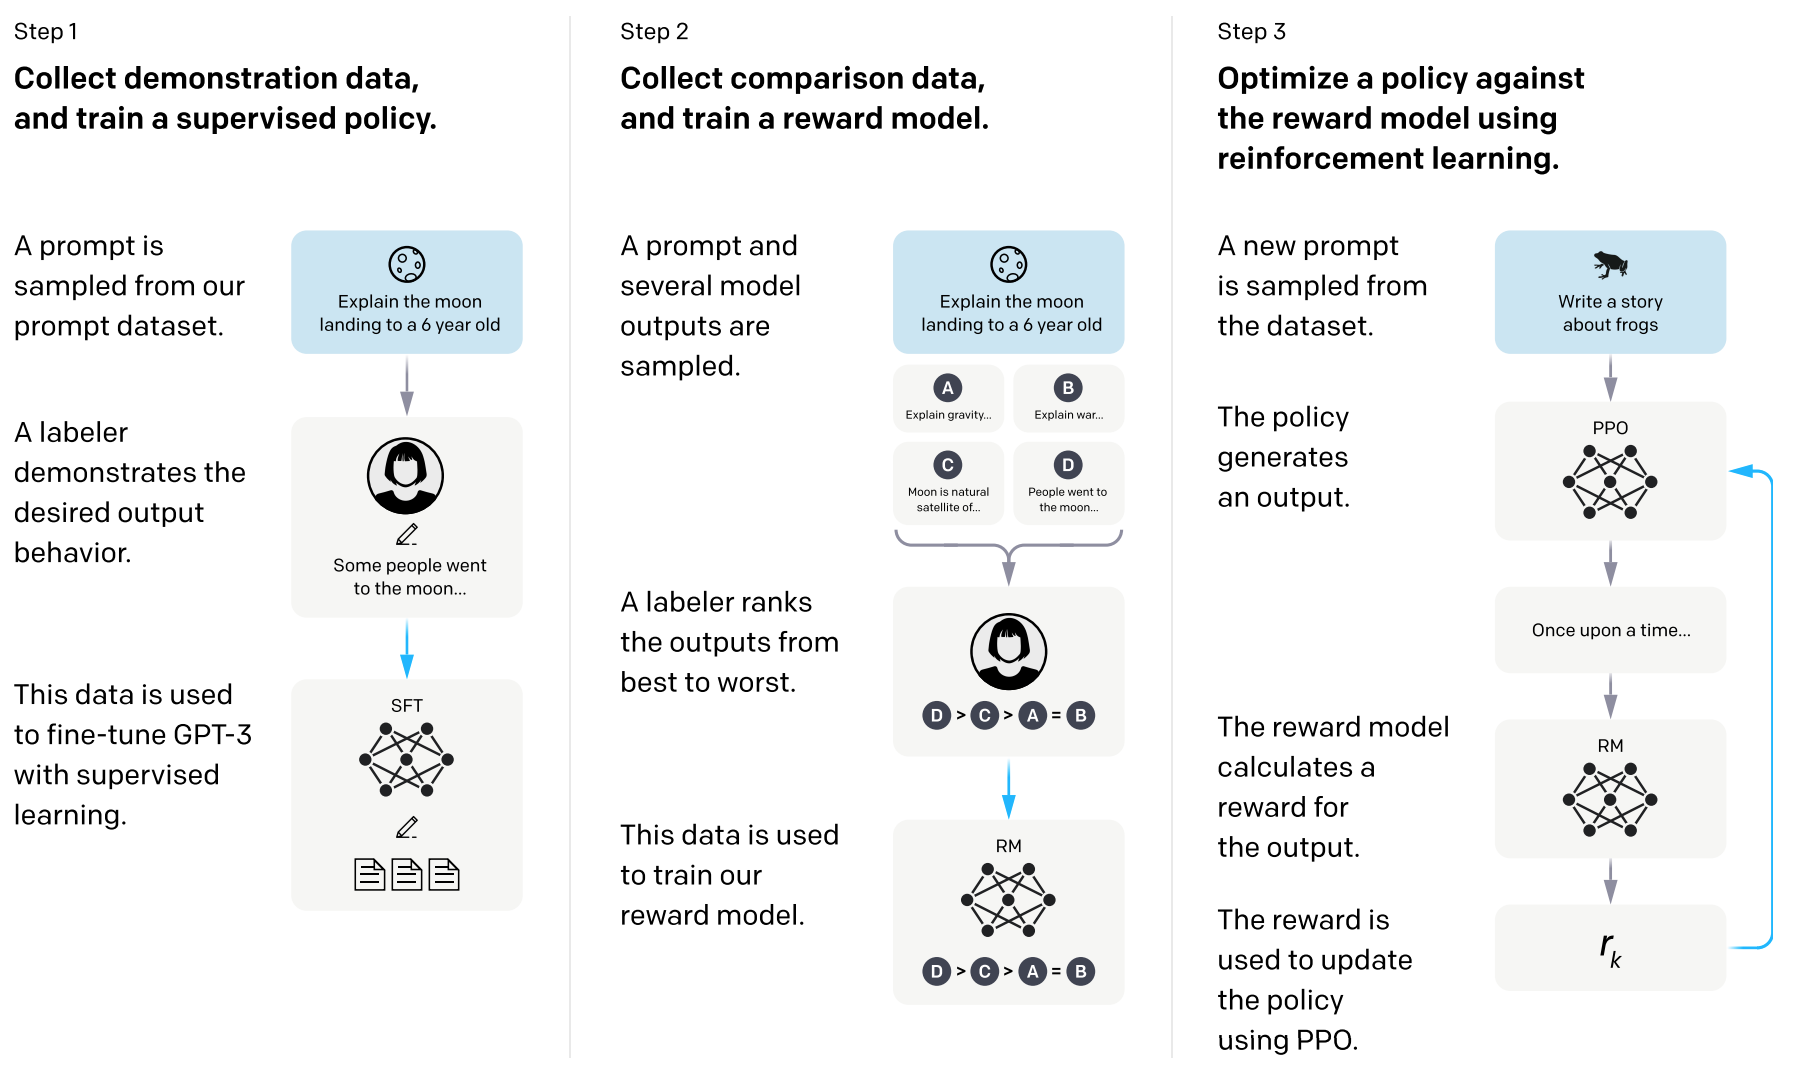 Step 1
Collect demonstration data,
and train a supervised policy.
A prompt is
sampled from our
prompt dataset.
Explain the moon
landing to a 6 year old
A labeler
demonstrates the
desired output
behavior.
Some people went
to the moon...
This data is used
to fine-tune GPT-3
with supervised
learning.
SFT
Step 2
Collect comparison data,
and train a reward model.
A prompt and
several model
outputs are
sampled.
Explain the moon
landing to a 6 year old
A
Explain gravity...
B
Explain war...
C
Moon is natural
satellite of...
D
People went to
the moon...
A labeler ranks
the outputs from
best to worst.
D > C > A = B
This data is used
to train our
reward model.
RM
D > C > A = B
Step 3
Optimize a policy against
the reward model using
reinforcement learning.
A new prompt
is sampled from
the dataset.
Write a story
about frogs
The policy
generates
an output.
PPO
Once upon a time...
The reward model
calculates a
reward for
the output.
RM
The reward is
used to update
the policy
using PPO.
r_k